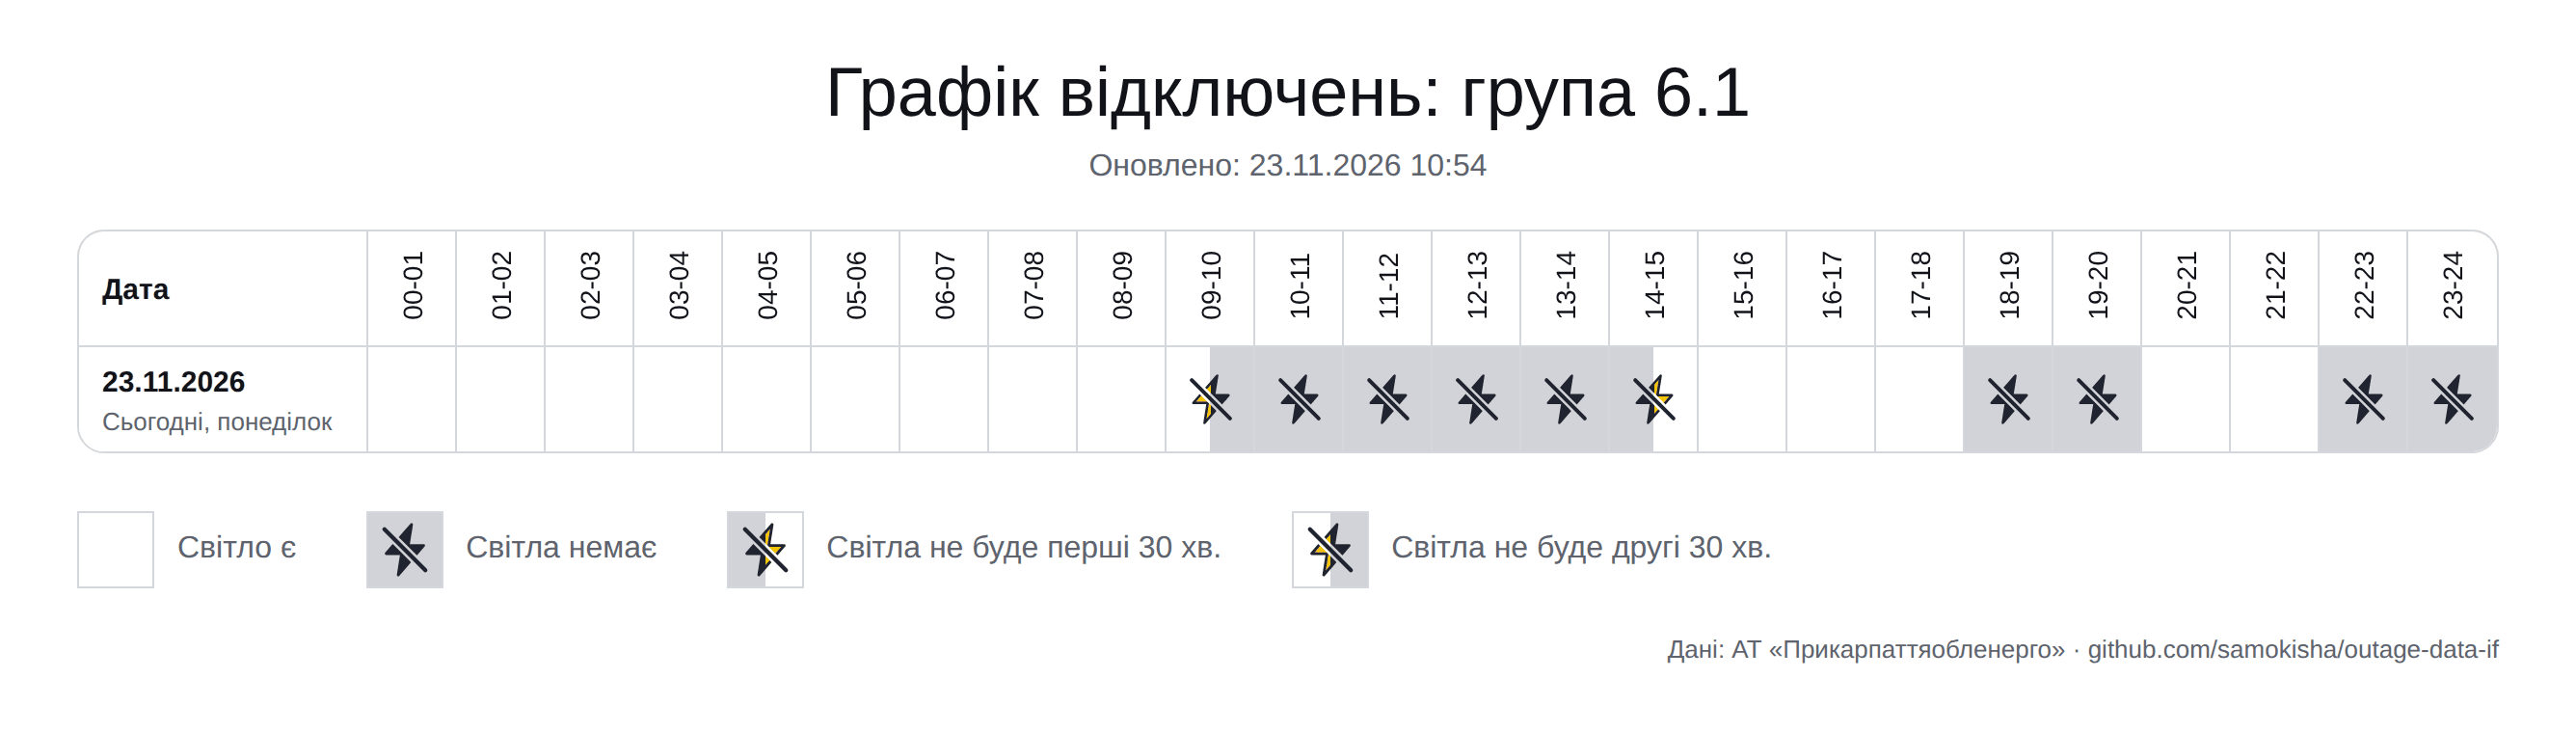 Графік відключень: група 6.1
Оновлено: 23.11.2026 10:54
Дата 00-01 01-02 02-03 03-04 04-05 05-06 06-07 07-08 08-09 09-10 10-11 11-12 12-13 13-14 14-15 15-16 16-17 17-18 18-19 19-20 20-21 21-22 22-23 23-24
23.11.2026
Сьогодні, понеділок
Світло є Світла немає Світла не буде перші 30 хв. Світла не буде другі 30 хв.
Дані: АТ «Прикарпаттяобленерго» · github.com/samokisha/outage-data-if